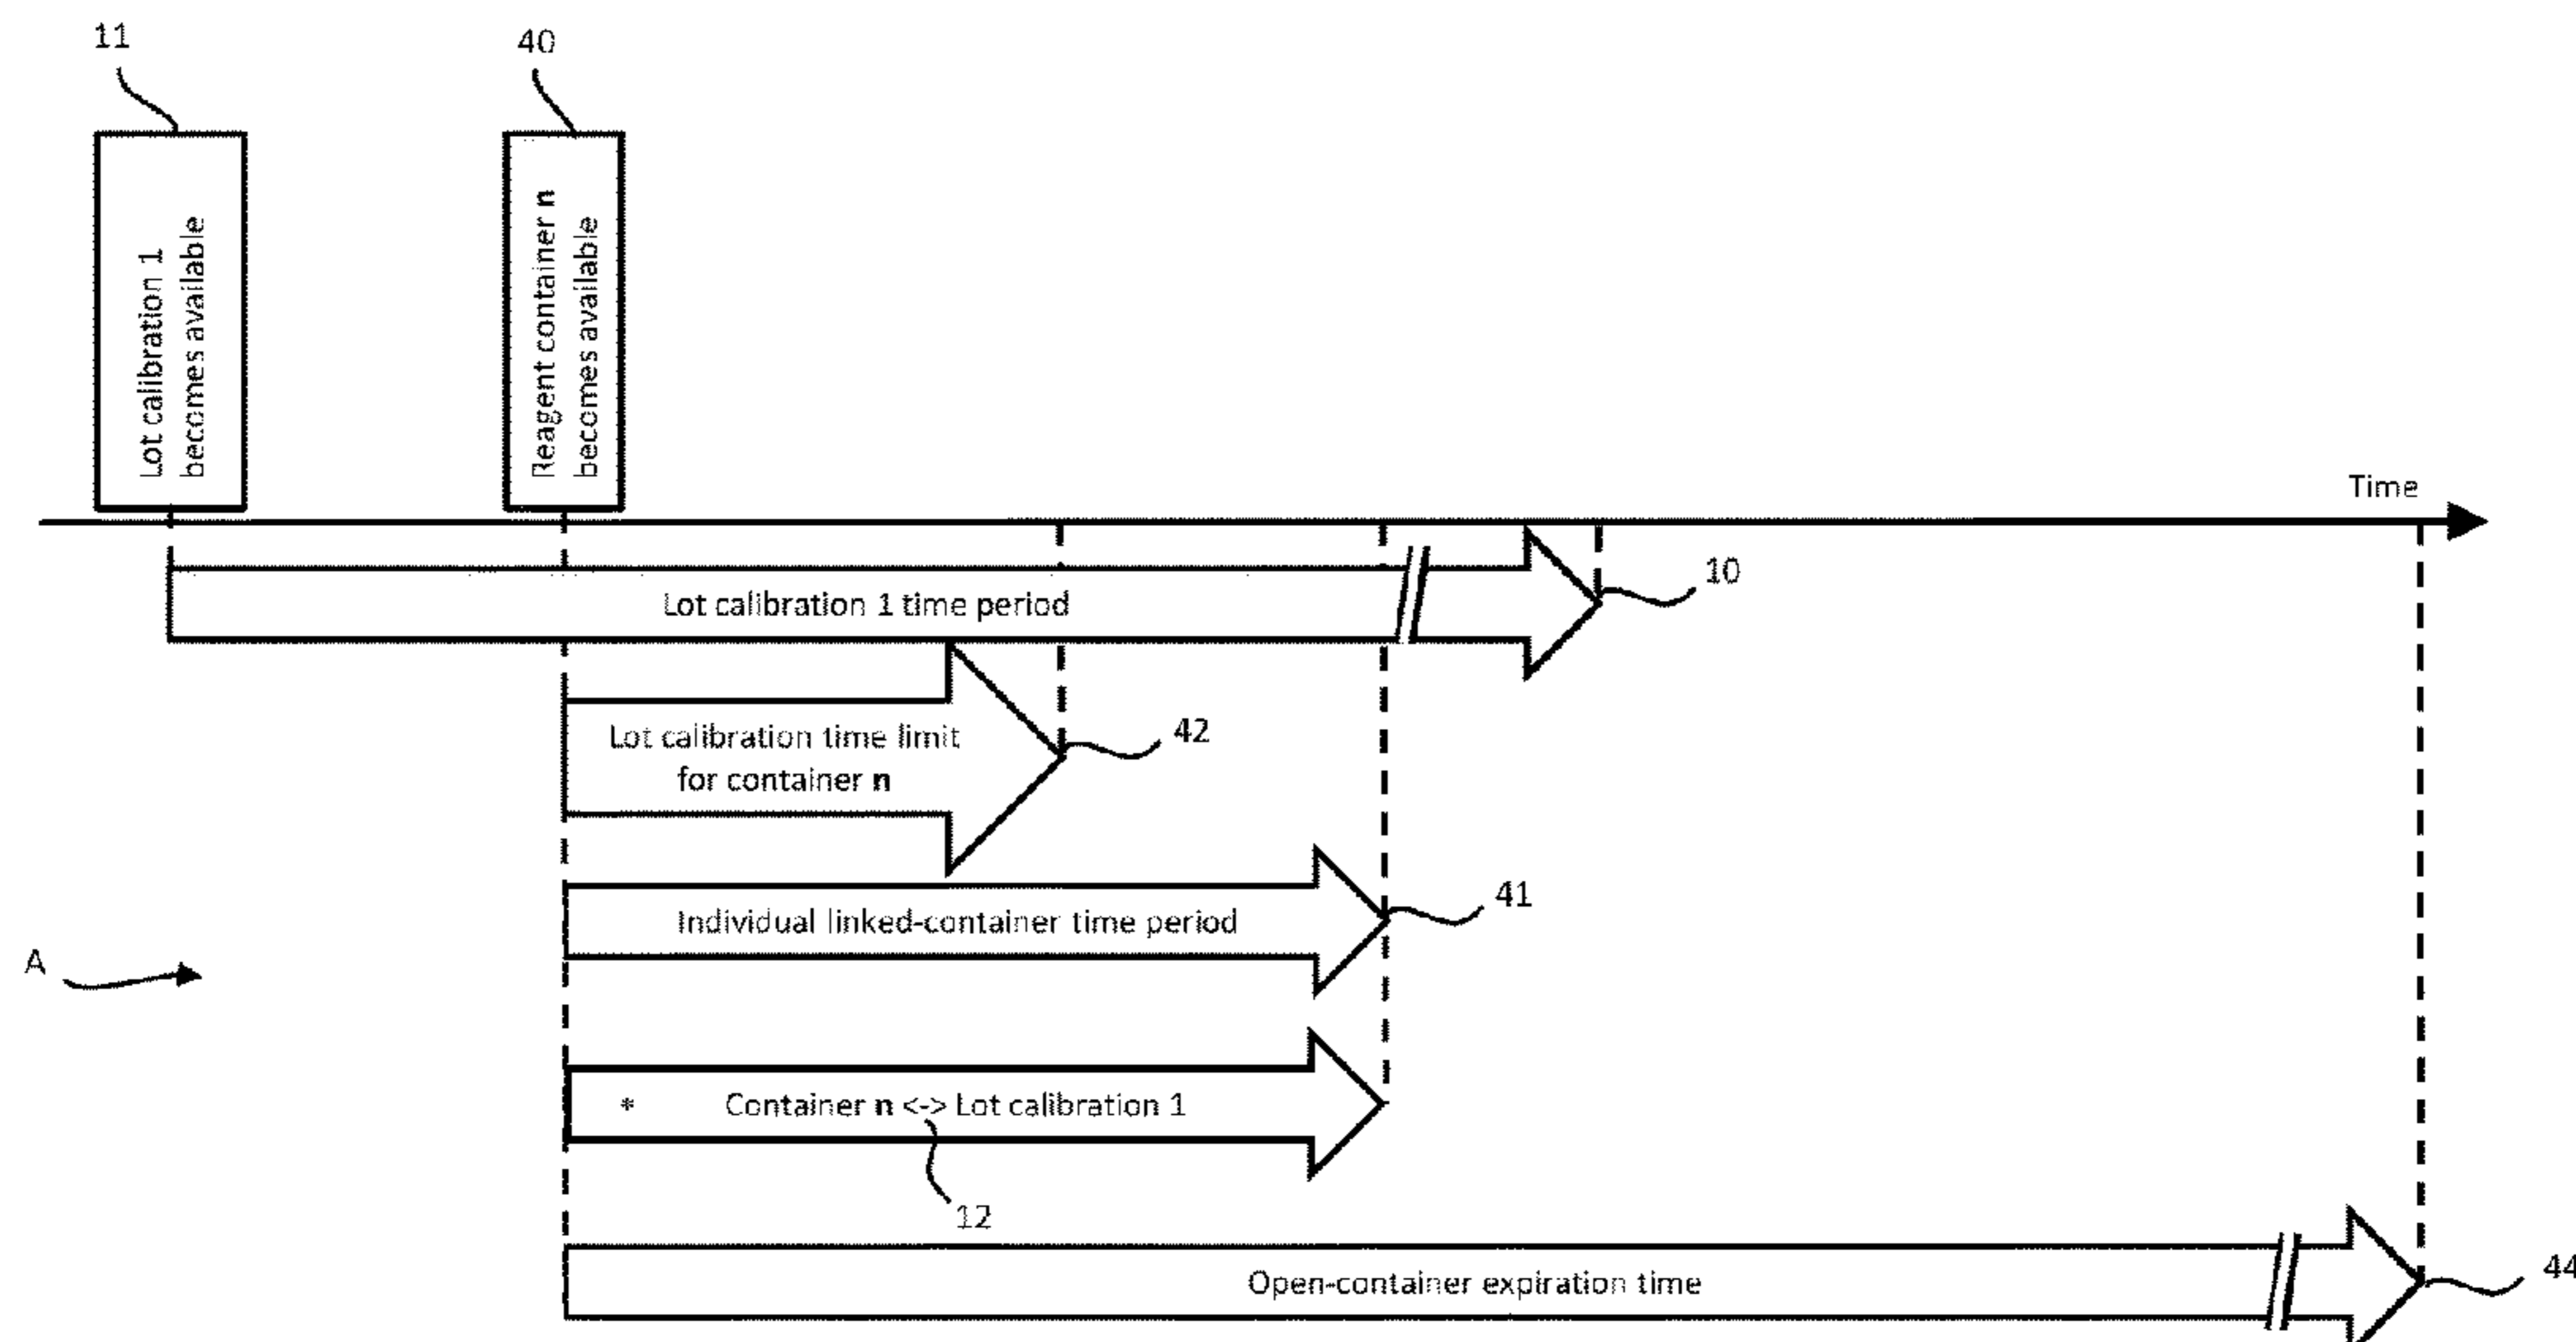 11
40
Lot calibration 1
becomes available
Reagent container n
becomes available
Time
10
Lot calibration 1 time period
42
Lot calibration time limit
for container n
41
Individual linked-container time period
A
* Container n <-> Lot calibration 1
12
44
Open-container expiration time